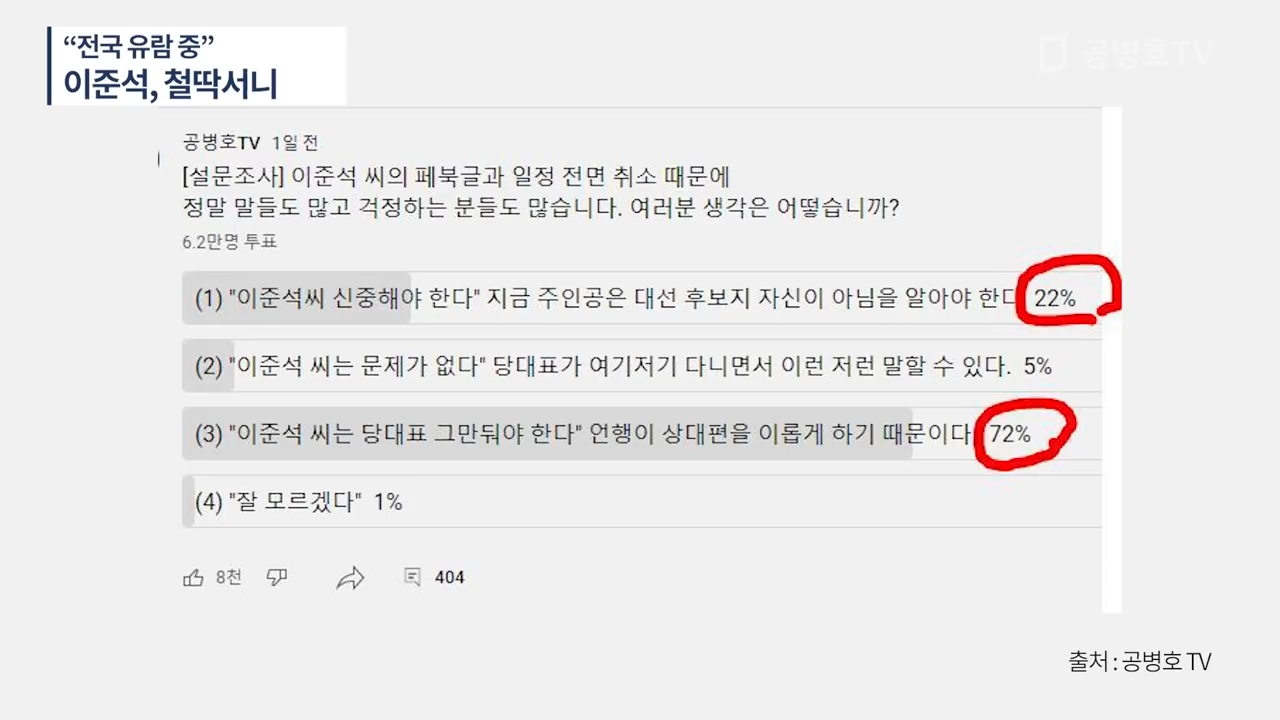 “전국 유람 중”
이준석, 철딱서니
공병호TV
공병호TV 1일 전
[설문조사] 이준석 씨의 페북글과 일정 전면 취소 때문에
정말 말들도 많고 걱정하는 분들도 많습니다. 여러분 생각은 어떻습니까?
6.2만명 투표
(1) "이준석씨 신중해야 한다" 지금 주인공은 대선 후보지 자신이 아님을 알아야 한다 22%
(2) "이준석 씨는 문제가 없다" 당대표가 여기저기 다니면서 이런 저런 말할 수 있다. 5%
(3) "이준석 씨는 당대표 그만둬야 한다" 언행이 상대편을 이롭게 하기 때문이다 72%
(4) "잘 모르겠다" 1%
8천 404
출처 : 공병호 TV